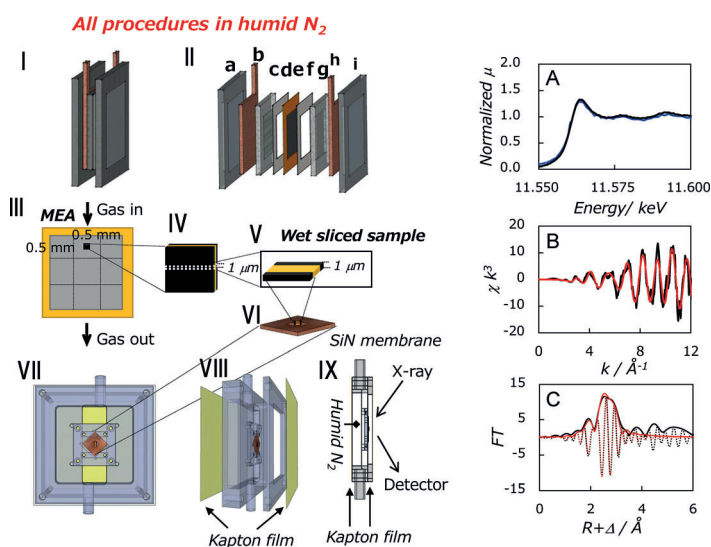 All procedures in humid N2
I
II
a b c d e f g h i
III
MEA
Gas in
0.5 mm
0.5 mm
Gas out
IV
1 μm
V
Wet sliced sample
1 μm
VI
SiN membrane
VII
VIII
Kapton film
IX
X-ray
Humid N2
Detector
Kapton film
A
Normalized μ
2.0
1.5
1.0
0.5
0.0
11.550 11.575 11.600
Energy/ keV
B
χ k³
20
10
0
-10
-20
0 2 4 6 8 10 12
k / Å⁻¹
C
FT
15
5
-5
-15
0 2 4 6
R+Δ / Å